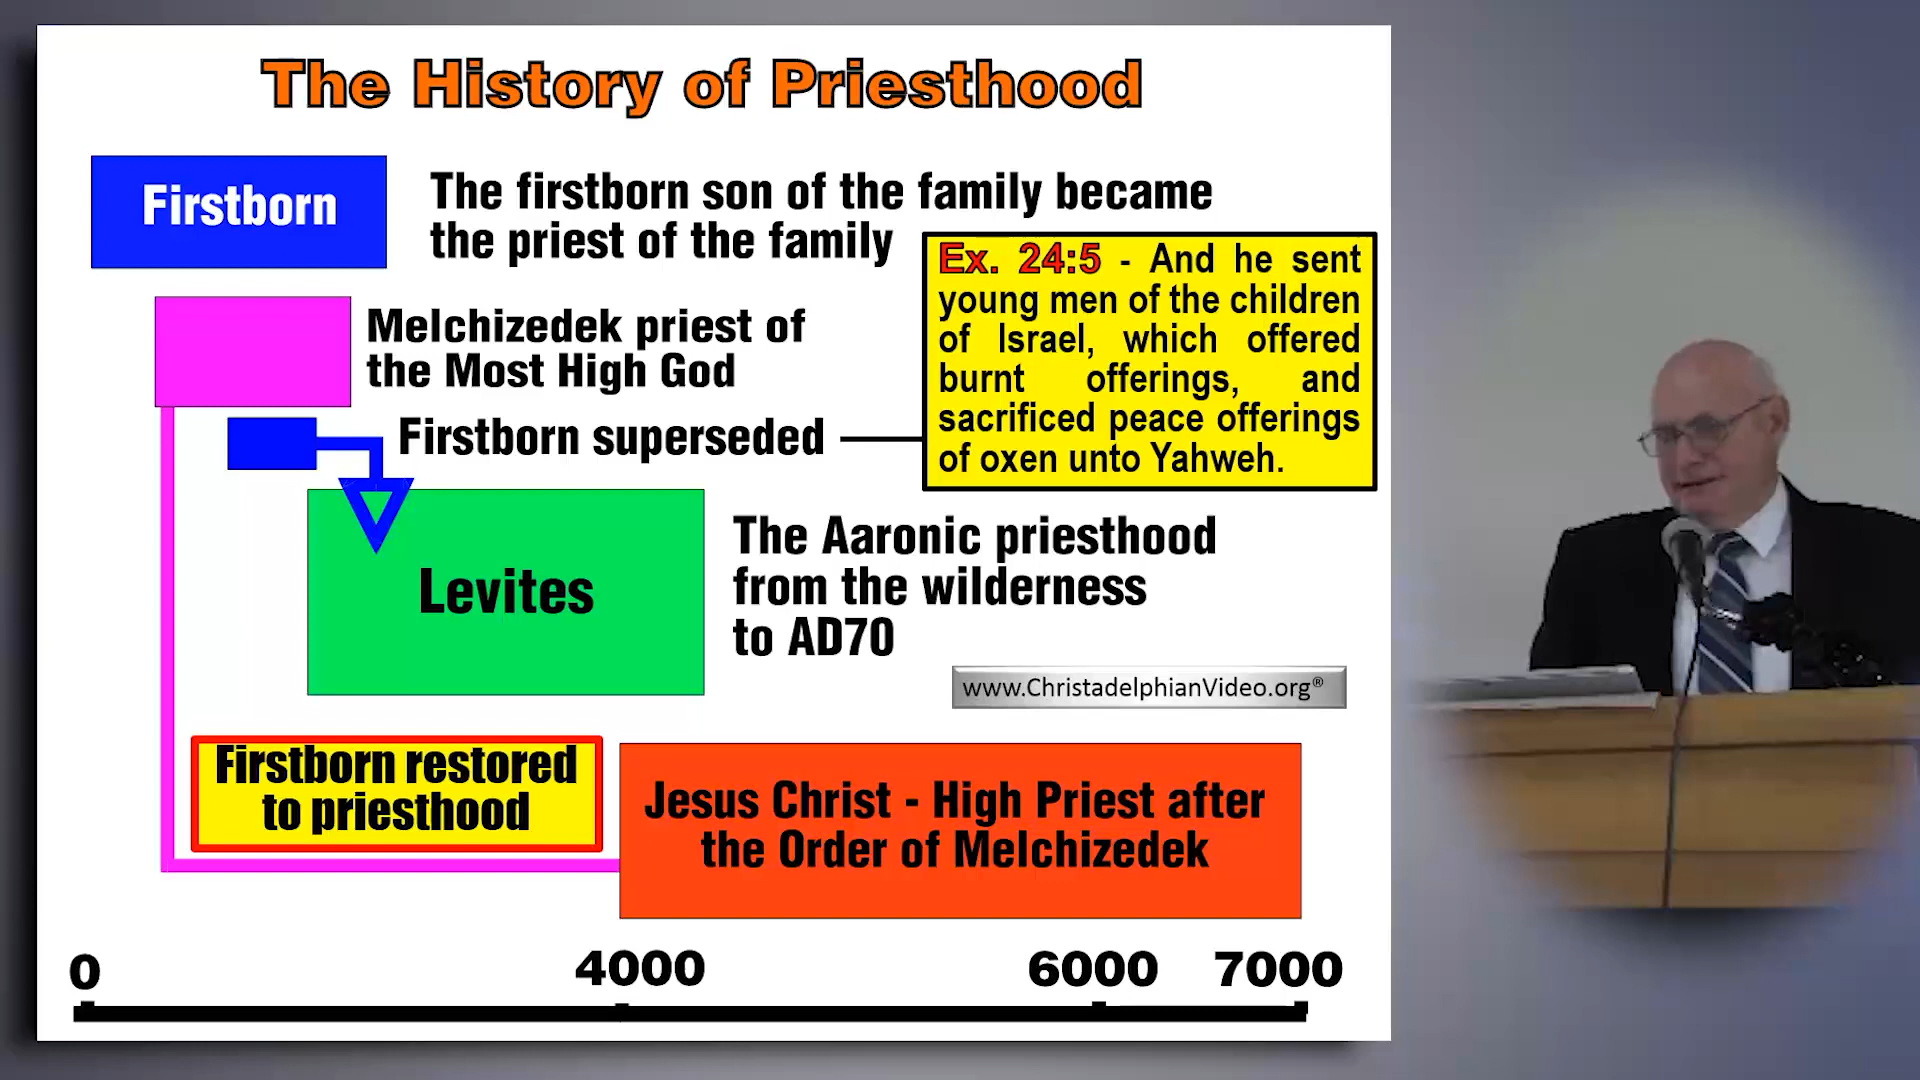 The History of Priesthood
Firstborn
The firstborn son of the family became
the priest of the family
Ex. 24:5 - And he sent
young men of the children
of Israel, which offered
burnt offerings, and
sacrificed peace offerings
of oxen unto Yahweh.
Melchizedek priest of
the Most High God
Firstborn superseded
Levites
The Aaronic priesthood
from the wilderness
to AD70
www.ChristadelphianVideo.org®
Firstborn restored
to priesthood
Jesus Christ - High Priest after
the Order of Melchizedek
0 4000 6000 7000